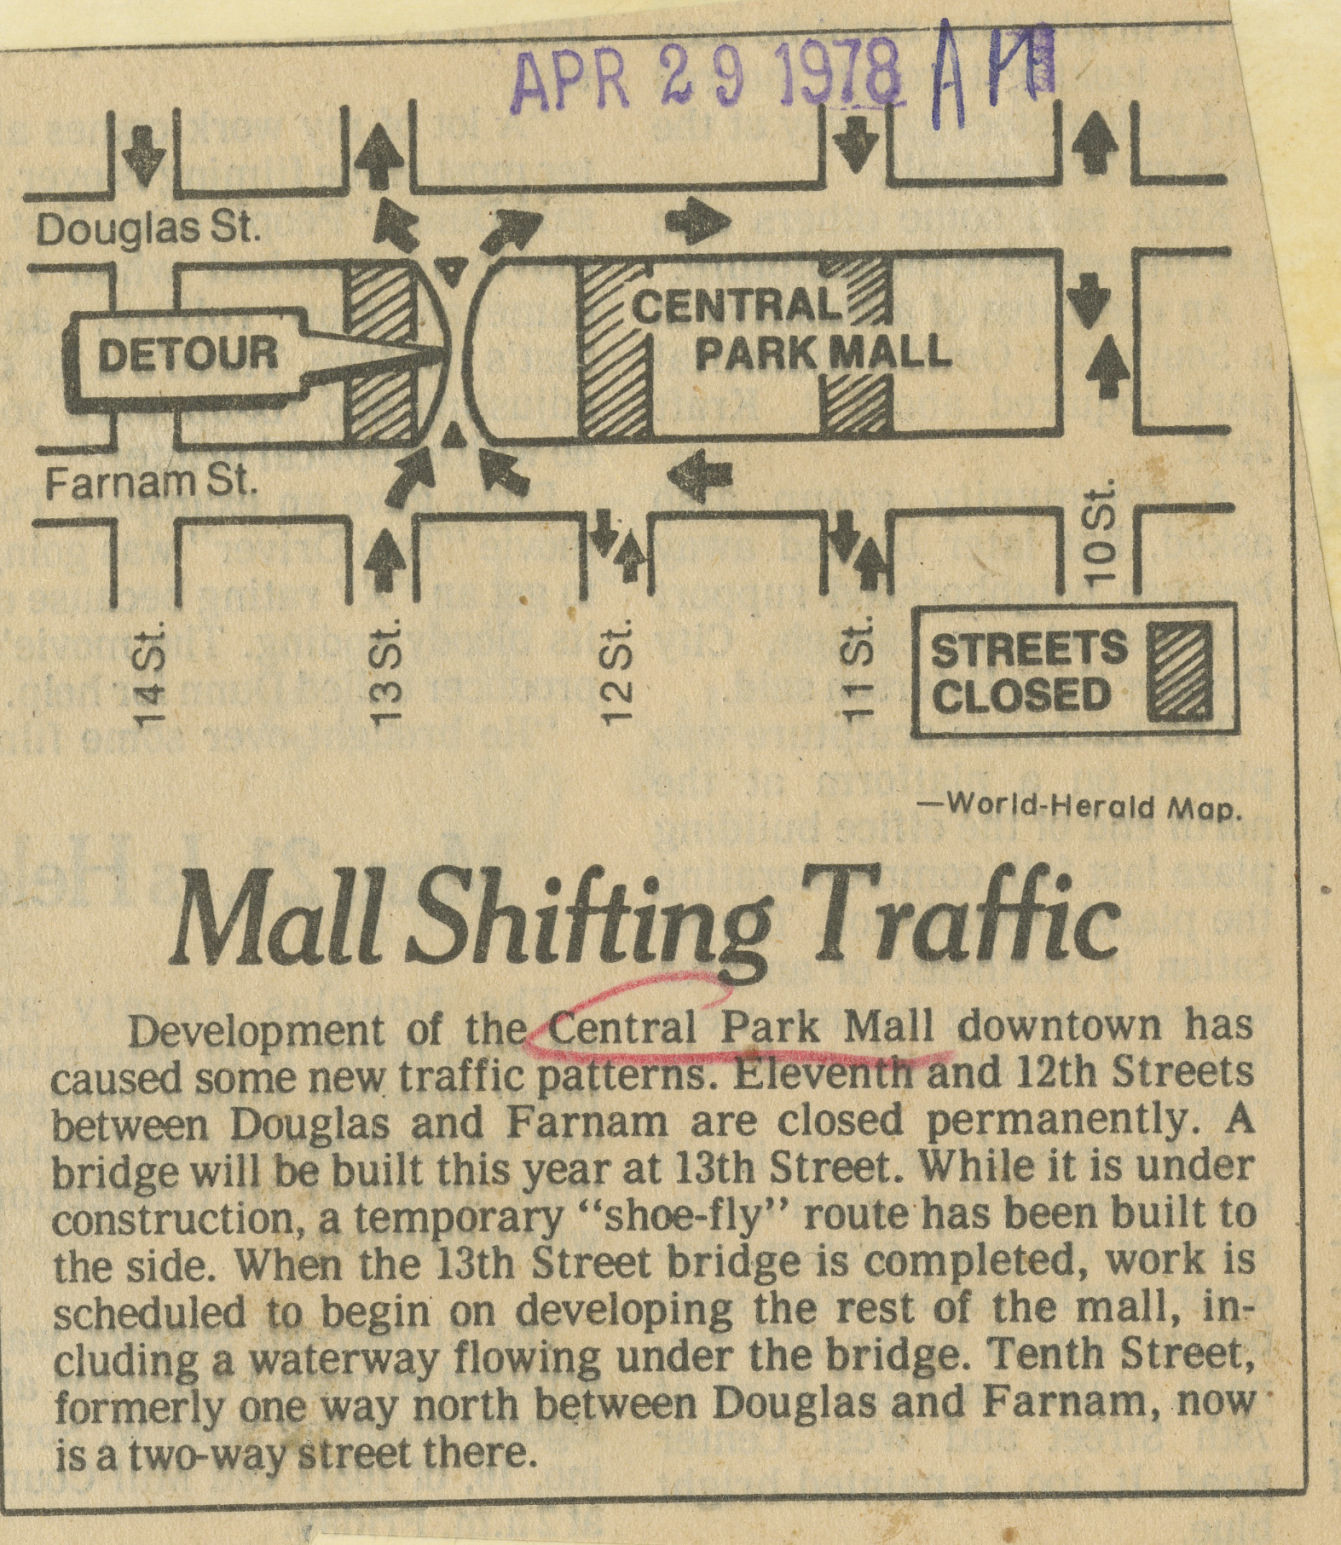 APR 29 1978 AM
Douglas St.
CENTRAL
PARK MALL
DETOUR
Farnam St.
10 St.
14 St.
13 St.
12 St.
11 St.
STREETS
CLOSED
—World-Herald Map.
Mall Shifting Traffic
Development of the Central Park Mall downtown has
caused some new traffic patterns. Eleventh and 12th Streets
between Douglas and Farnam are closed permanently. A
bridge will be built this year at 13th Street. While it is under
construction, a temporary “shoe-fly” route has been built to
the side. When the 13th Street bridge is completed, work is
scheduled to begin on developing the rest of the mall, in-
cluding a waterway flowing under the bridge. Tenth Street,
formerly one way north between Douglas and Farnam, now
is a two-way street there.